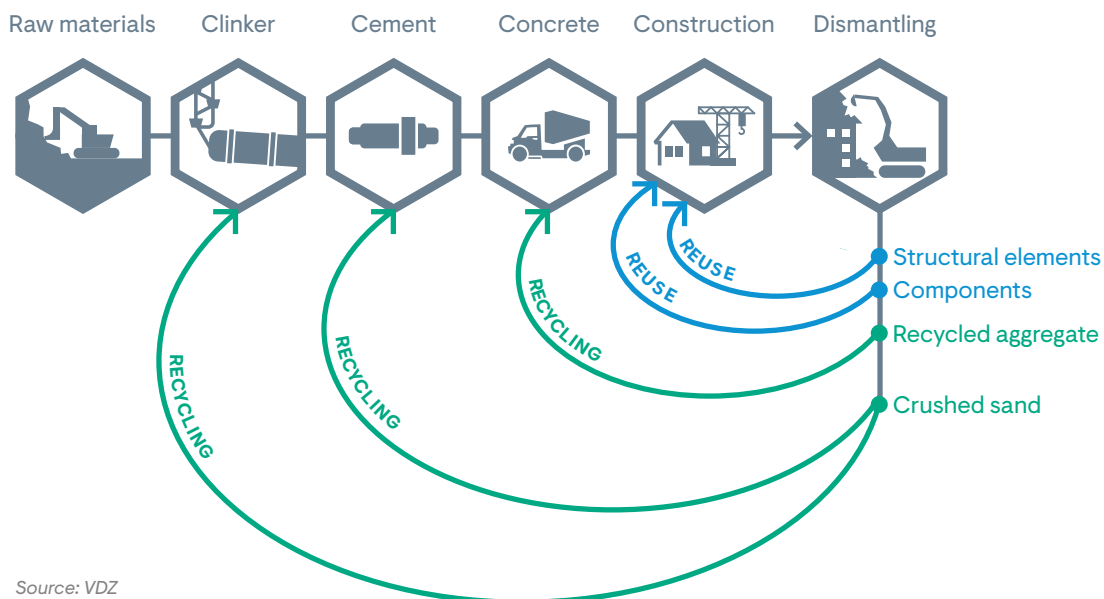 Raw materials
Clinker
Cement
Concrete
Construction
Dismantling
REUSE
REUSE
RECYCLING
RECYCLING
RECYCLING
Structural elements
Components
Recycled aggregate
Crushed sand
Source: VDZ